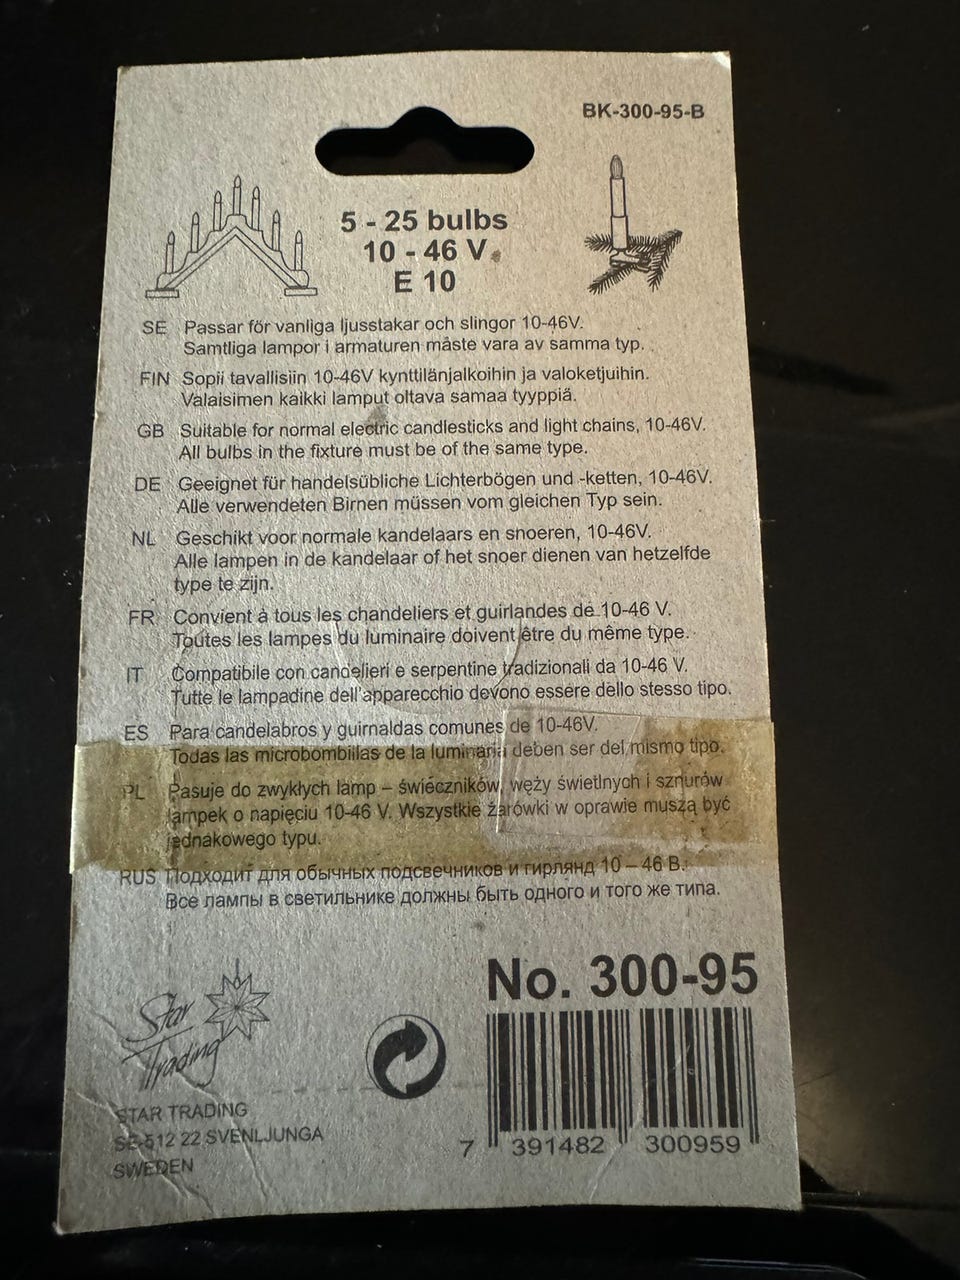 BK-300-95-B
5 - 25 bulbs
10 - 46 V
E 10
SE Passar för vanliga ljusstakar och slingor 10-46V.
Samtliga lampor i armaturen måste vara av samma typ.
FIN Sopii tavallisiin 10-46V kynttilänjalkoihin ja valoketjuihin.
Valaisimen kaikki lamput oltava samaa tyyppiä.
GB Suitable for normal electric candlesticks and light chains, 10-46V.
All bulbs in the fixture must be of the same type.
DE Geeignet für handelsübliche Lichterbögen und -ketten, 10-46V.
Alle verwendeten Birnen müssen vom gleichen Typ sein.
NL Geschikt voor normale kandelaars en snoeren, 10-46V.
Alle lampen in de kandelaar of het snoer dienen van hetzelfde
type te zijn.
FR Convient à tous les chandeliers et guirlandes de 10-46 V.
Toutes les lampes du luminaire doivent être du même type.
IT Compatibile con candelieri e serpentine tradizionali da 10-46 V.
Tutte le lampadine dell'apparecchio devono essere dello stesso tipo.
ES Para candelabros y guirnaldas comunes de 10-46V.
Todas las microbombillas de la luminaria deben ser del mismo tipo.
PL Pasuje do zwykłych lamp – świeczników, węży świetlnych i sznurów
lampek o napięciu 10-46 V. Wszystkie żarówki w oprawie muszą być
jednakowego typu.
RUS Подходит для обычных подсвечников и гирлянд 10 – 46 В.
Все лампы в светильнике должны быть одного и того же типа.
No. 300-95
Star
Trading
STAR TRADING
SE-512 22 SVENLJUNGA
SWEDEN
7 391482 300959